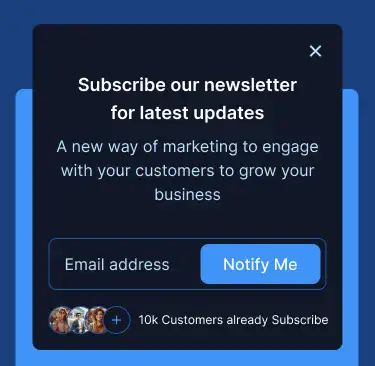 Subscribe our newsletter
for latest updates
A new way of marketing to engage
with your customers to grow your
business
Email address
Notify Me
10k Customers already Subscribe